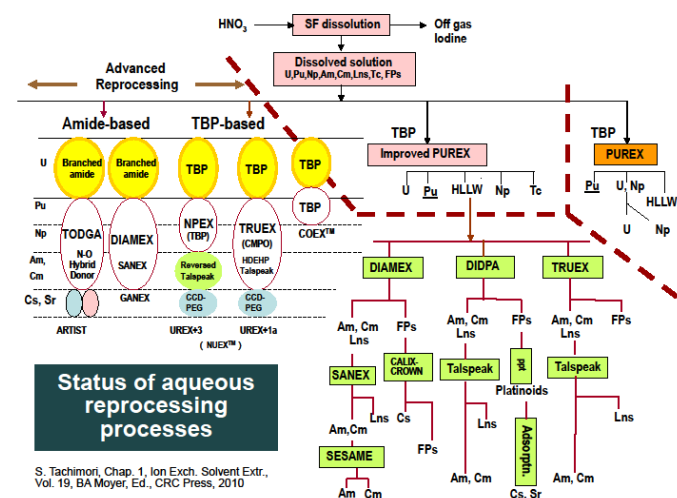 HNO3
SF dissolution
Off gas
Iodine
Dissolved solution
U,Pu,Np,Am,Cm,Lns,Tc, FPs
Advanced
Reprocessing
Amide-based
TBP-based
TBP
Improved PUREX
TBP
PUREX
U
Branched
amide
Branched
amide
TBP
TBP
TBP
U
Pu
HLLW
Np
Tc
Pu
U, Np
HLLW
U
Np
Pu
Np
Am,
Cm
Cs, Sr
TODGA
N-O
Hybrid
Donor
DIAMEX
SANEX
NPEX
(TBP)
Reversed
Talspeak
CCD-
PEG
TRUEX
(CMPO)
HDEHP
Talspeak
CCD-
PEG
TBP
COEX™
ARTIST
GANEX
UREX+3
UREX+1a
( NUEX™ )
DIAMEX
DIDPA
TRUEX
Am, Cm
Lns
FPs
Am, Cm
Lns
FPs
Am, Cm
Lns
FPs
SANEX
CALIX-
CROWN
Talspeak
ppt
Talspeak
Platinoids
Lns
Cs
Lns
Lns
Am,Cm
FPs
Adsorptn.
SESAME
Am
Cm
Am, Cm
Cs, Sr
Am, Cm
Status of aqueous
reprocessing
processes
S. Tachimori, Chap. 1, Ion Exch. Solvent Extr.,
Vol. 19, BA Moyer, Ed., CRC Press, 2010